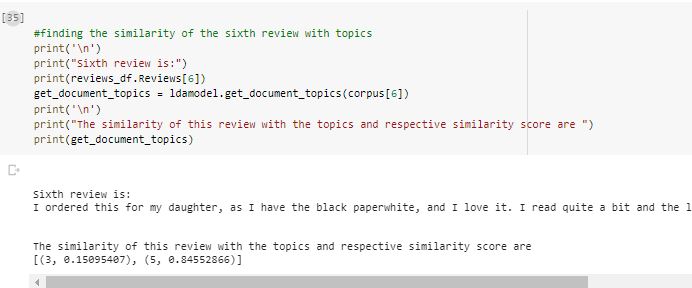 [35]
#finding the similarity of the sixth review with topics
print('\n')
print("Sixth review is:")
print(reviews_df.Reviews[6])
get_document_topics = ldamodel.get_document_topics(corpus[6])
print('\n')
print("The similarity of this review with the topics and respective similarity score are ")
print(get_document_topics)
Sixth review is:
I ordered this for my daughter, as I have the black paperwhite, and I love it. I read quite a bit and the l
The similarity of this review with the topics and respective similarity score are
[(3, 0.15095407), (5, 0.84552866)]